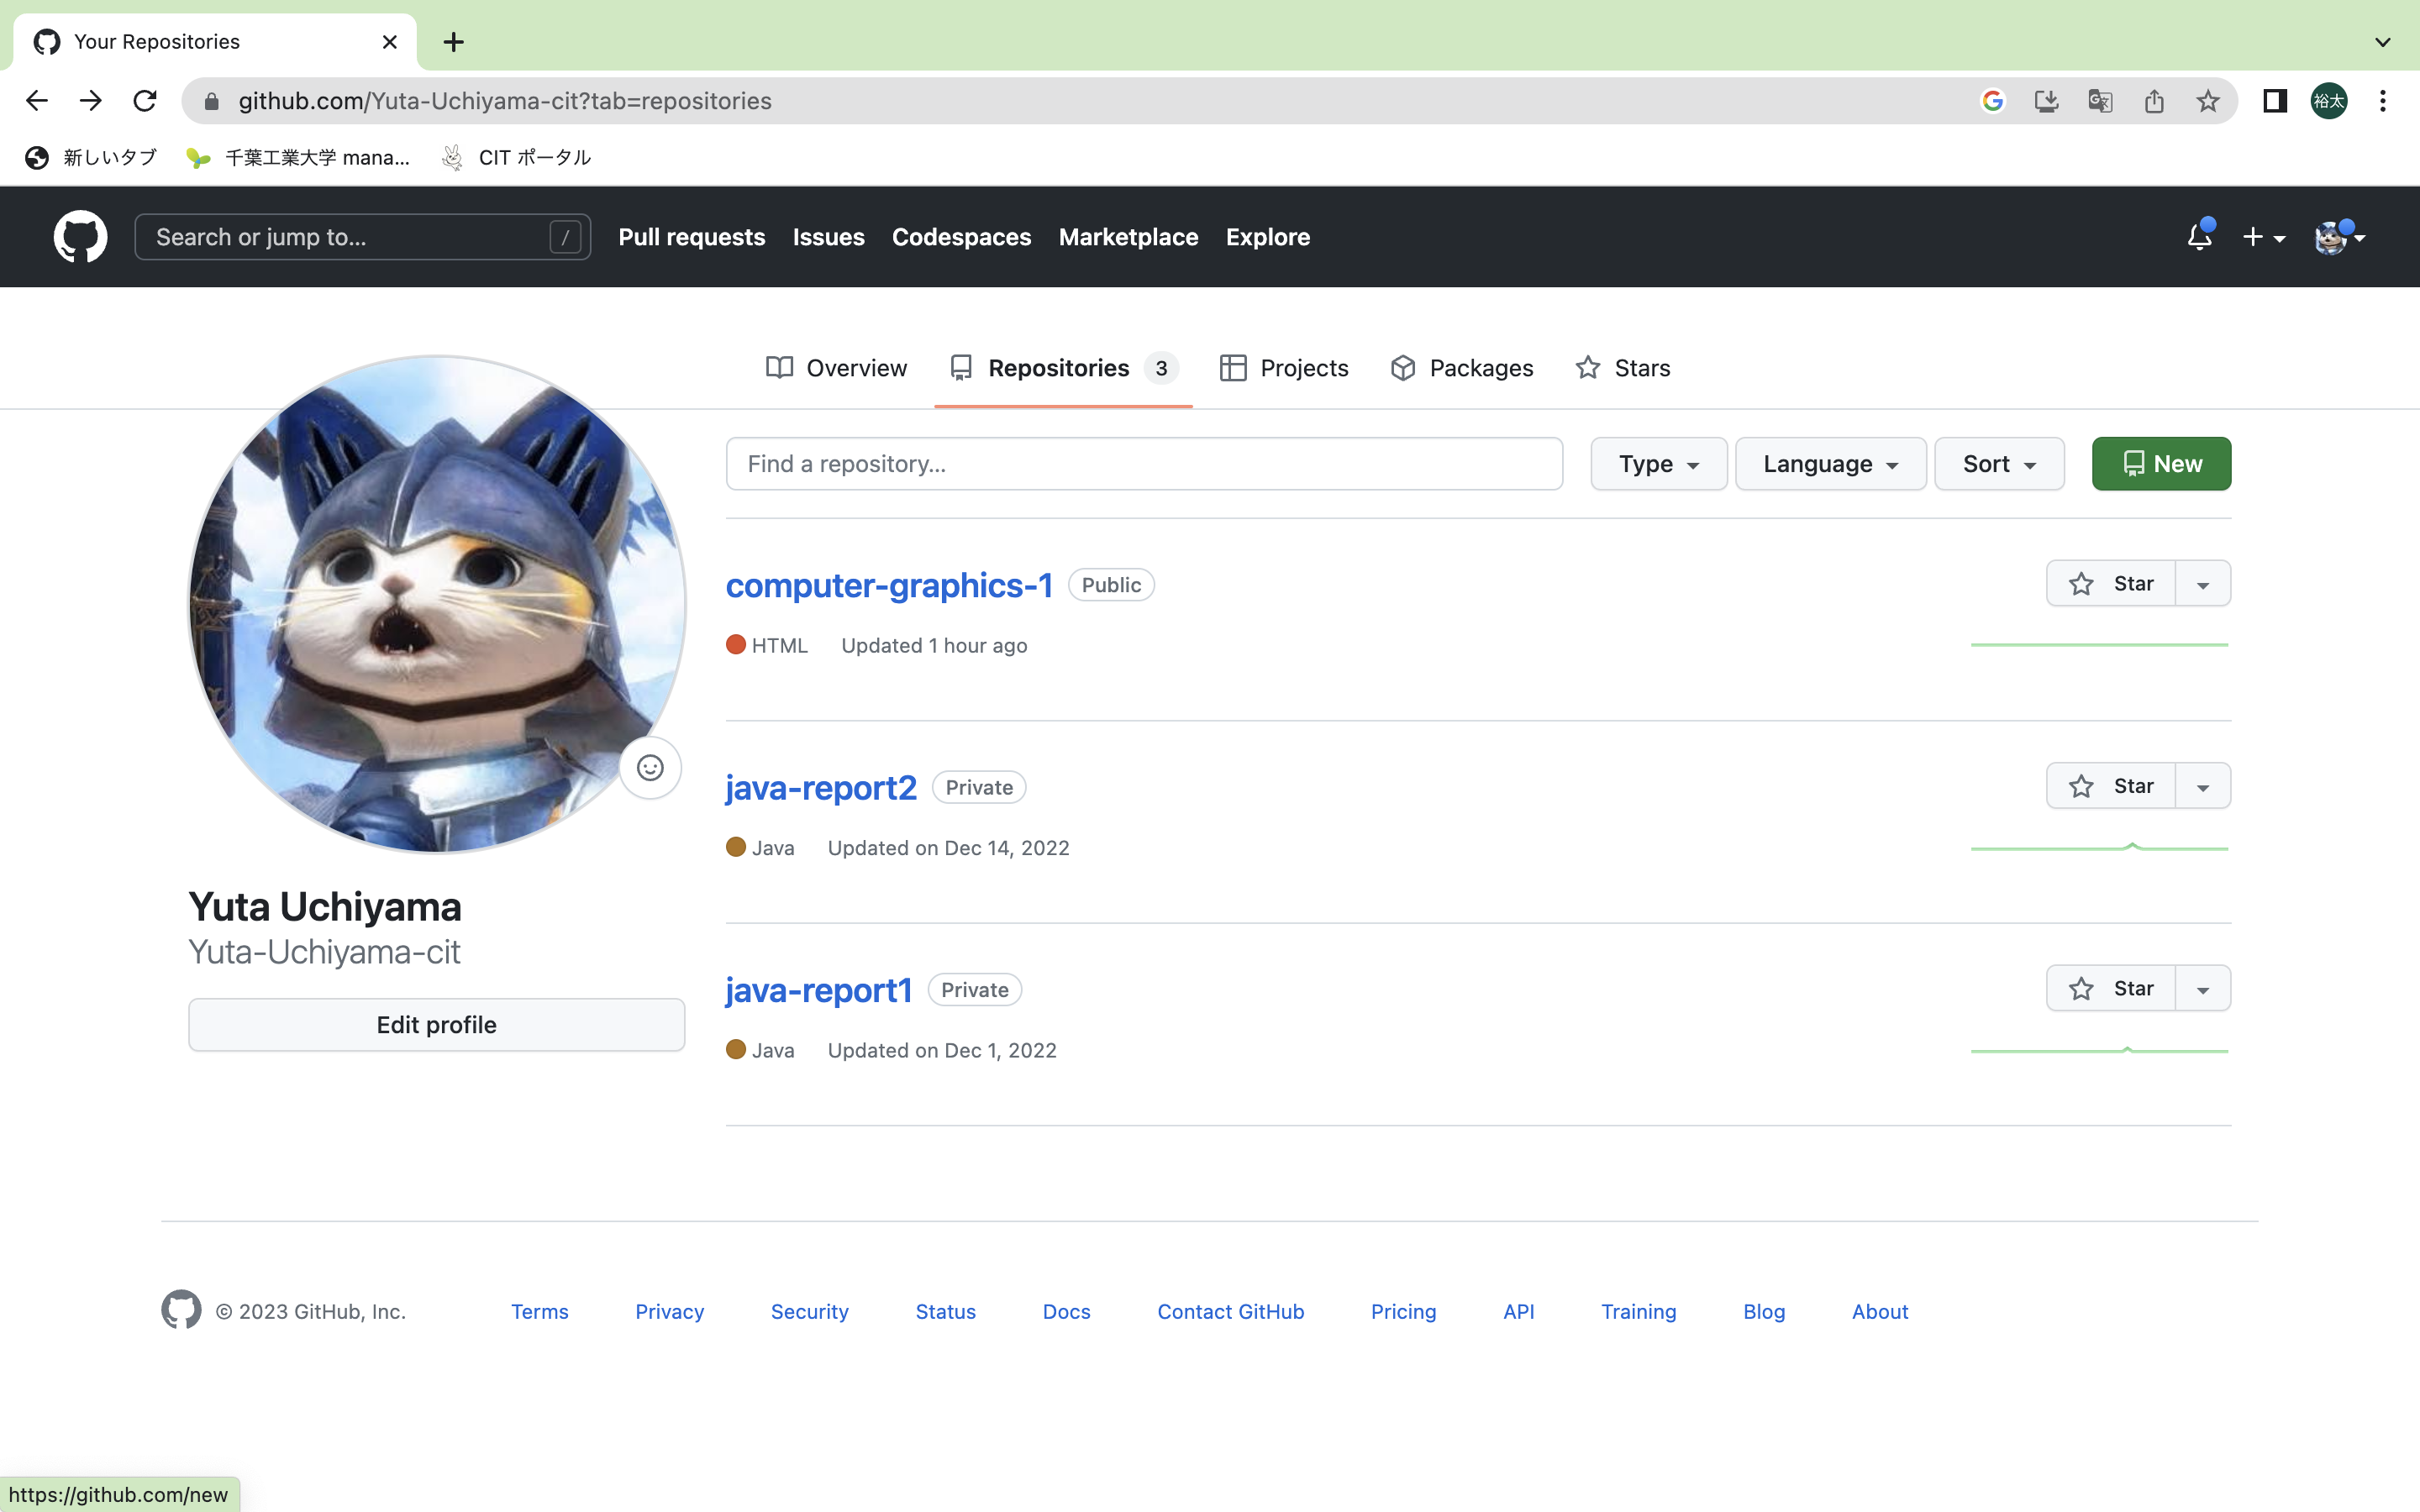 Your Repositories
github.com/Yuta-Uchiyama-cit?tab=repositories
裕太
新しいタブ
千葉工業大学 mana...
CIT ポータル
Search or jump to...
/
Pull requests
Issues
Codespaces
Marketplace
Explore
Overview
Repositories 3
Projects
Packages
Stars
Find a repository...
Type
Language
Sort
New
computer-graphics-1 Public
Star
HTML Updated 1 hour ago
java-report2 Private
Star
Java Updated on Dec 14, 2022
Yuta Uchiyama
Yuta-Uchiyama-cit
Edit profile
java-report1 Private
Star
Java Updated on Dec 1, 2022
© 2023 GitHub, Inc.
Terms
Privacy
Security
Status
Docs
Contact GitHub
Pricing
API
Training
Blog
About
https://github.com/new